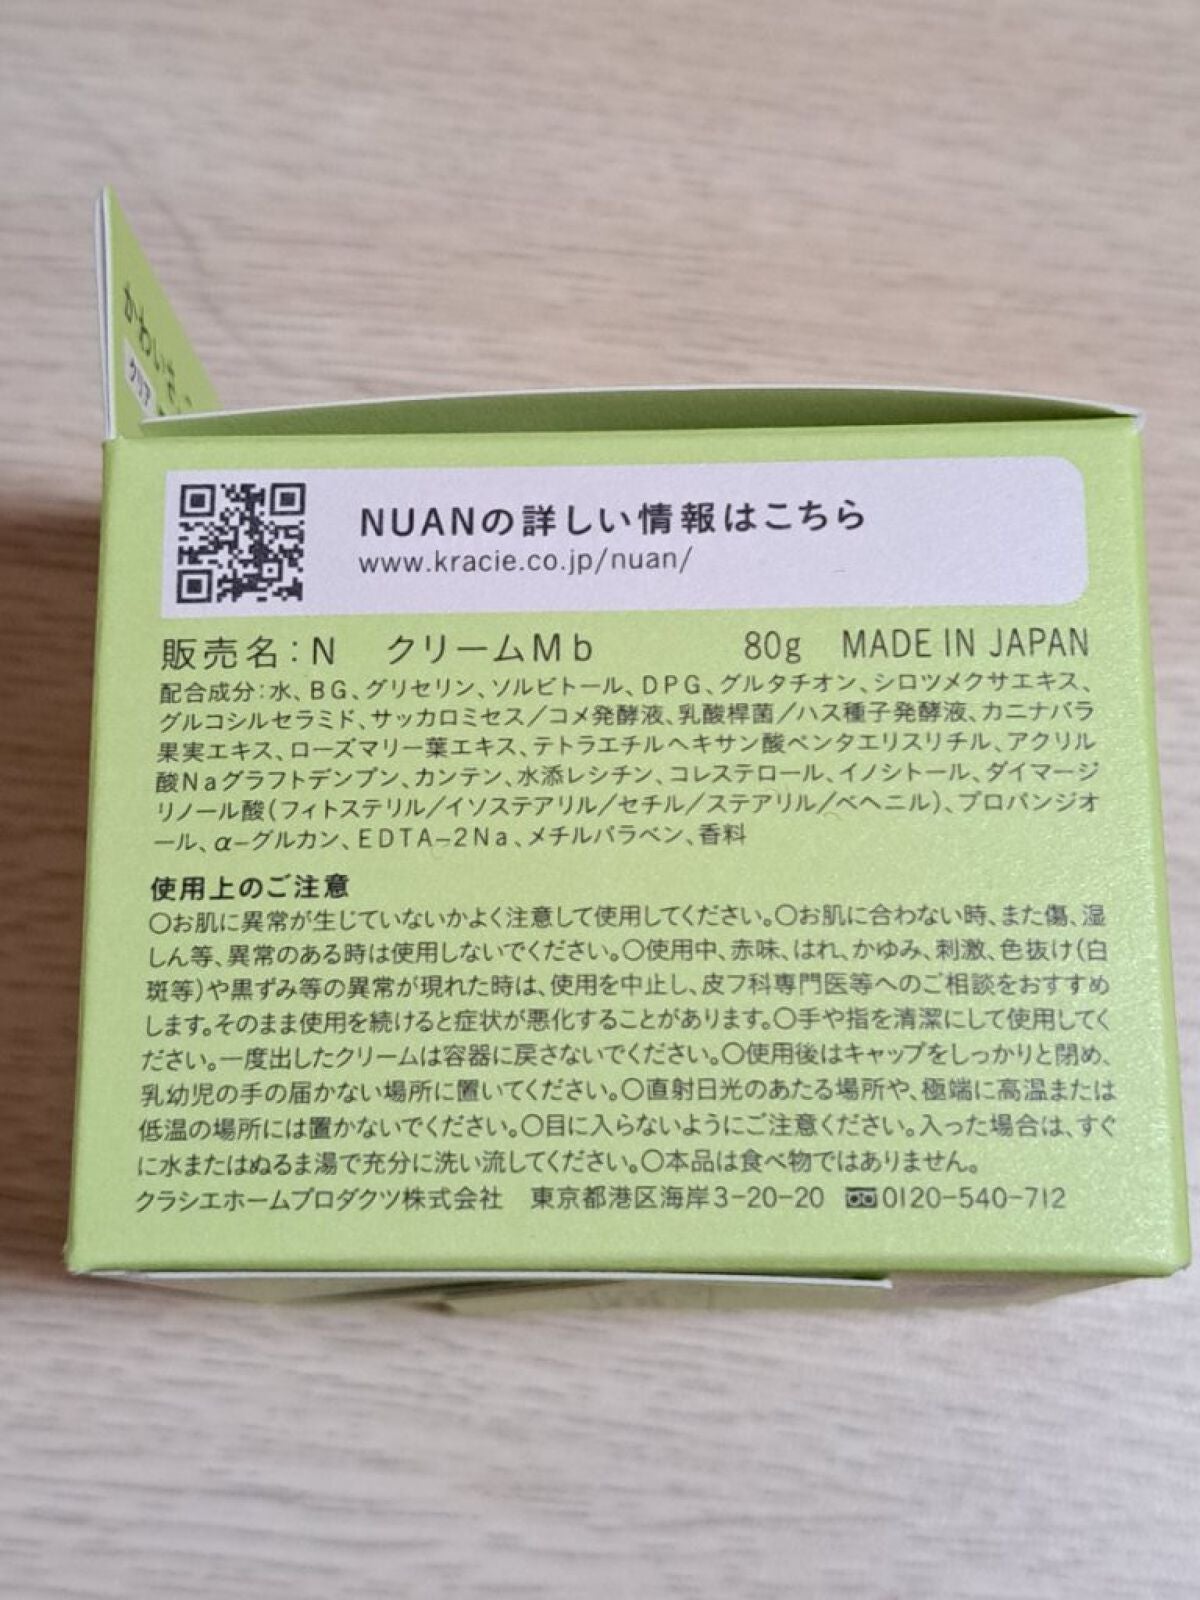 かわいさ
クリア
NUANの詳しい情報はこちら
www.kracie.co.jp/nuan/
販売名:N クリームMb 80g MADE IN JAPAN
配合成分:水、BG、グリセリン、ソルビトール、DPG、グルタチオン、シロツメクサエキス、
グルコシルセラミド、サッカロミセス/コメ発酵液、乳酸桿菌/ハス種子発酵液、カニナバラ
果実エキス、ローズマリー葉エキス、テトラエチルヘキサン酸ペンタエリスリチル、アクリル
酸Naグラフトデンプン、カンテン、水添レシチン、コレステロール、イノシトール、ダイマージ
リノール酸(フィトステリル/イソステアリル/セチル/ステアリル/ベヘニル)、プロパンジオ
ール、α-グルカン、EDTA-2Na、メチルパラベン、香料
使用上のご注意
○お肌に異常が生じていないかよく注意して使用してください。○お肌に合わない時、また傷、湿
しん等、異常のある時は使用しないでください。○使用中、赤味、はれ、かゆみ、刺激、色抜け(白
斑等)や黒ずみ等の異常が現れた時は、使用を中止し、皮フ科専門医等へのご相談をおすすめ
します。そのまま使用を続けると症状が悪化することがあります。○手や指を清潔にして使用してく
ださい。一度出したクリームは容器に戻さないでください。○使用後はキャップをしっかりと閉め、
乳幼児の手の届かない場所に置いてください。○直射日光のあたる場所や、極端に高温または
低温の場所には置かないでください。○目に入らないようにご注意ください。入った場合は、すぐ
に水またはぬるま湯で充分に洗い流してください。○本品は食べ物ではありません。
クラシエホームプロダクツ株式会社 東京都港区海岸3-20-20 0120-540-712